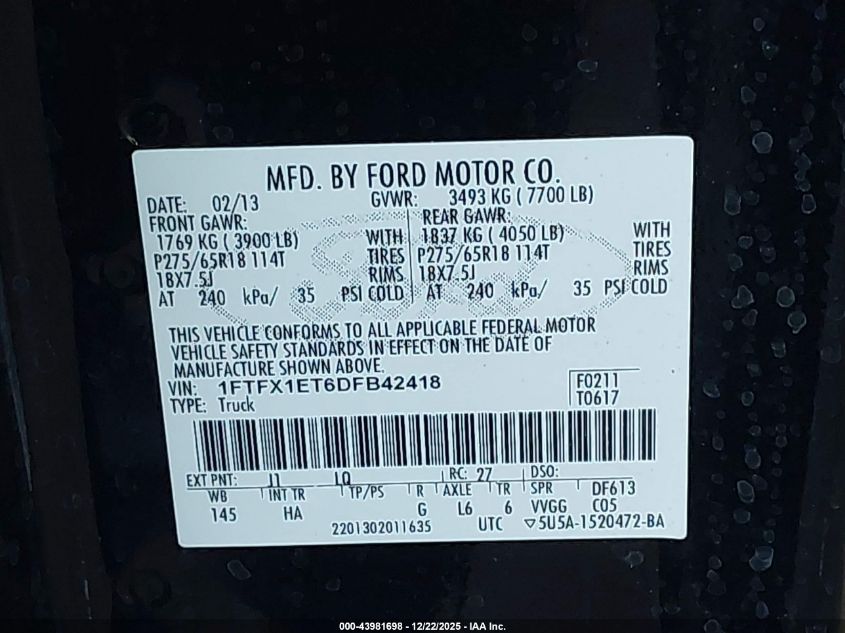 MFD. BY FORD MOTOR CO.
DATE: 02/13 GVWR: 3493 KG ( 7700 LB)
FRONT GAWR: REAR GAWR:
1769 KG ( 3900 LB) WITH 1837 KG ( 4050 LB) WITH
P275/65R18 114T TIRES P275/65R18 114T TIRES
18X7.5J RIMS 18X7.5J RIMS
AT 240 kPa/ 35 PSI COLD AT 240 kPa/ 35 PSI COLD
THIS VEHICLE CONFORMS TO ALL APPLICABLE FEDERAL MOTOR
VEHICLE SAFETY STANDARDS IN EFFECT ON THE DATE OF
MANUFACTURE SHOWN ABOVE.
VIN: 1FTFX1ET6DFB42418 F0211
TYPE: Truck T0617
EXT PNT: J1 LQ RC: 27 DSO:
WB INT TR TP/PS R AXLE TR SPR DF613
145 HA G L6 6 VVGG C05
2201302011635 UTC ▽5U5A-1520472-BA
000-43981698 - 12/22/2025 - IAA Inc.